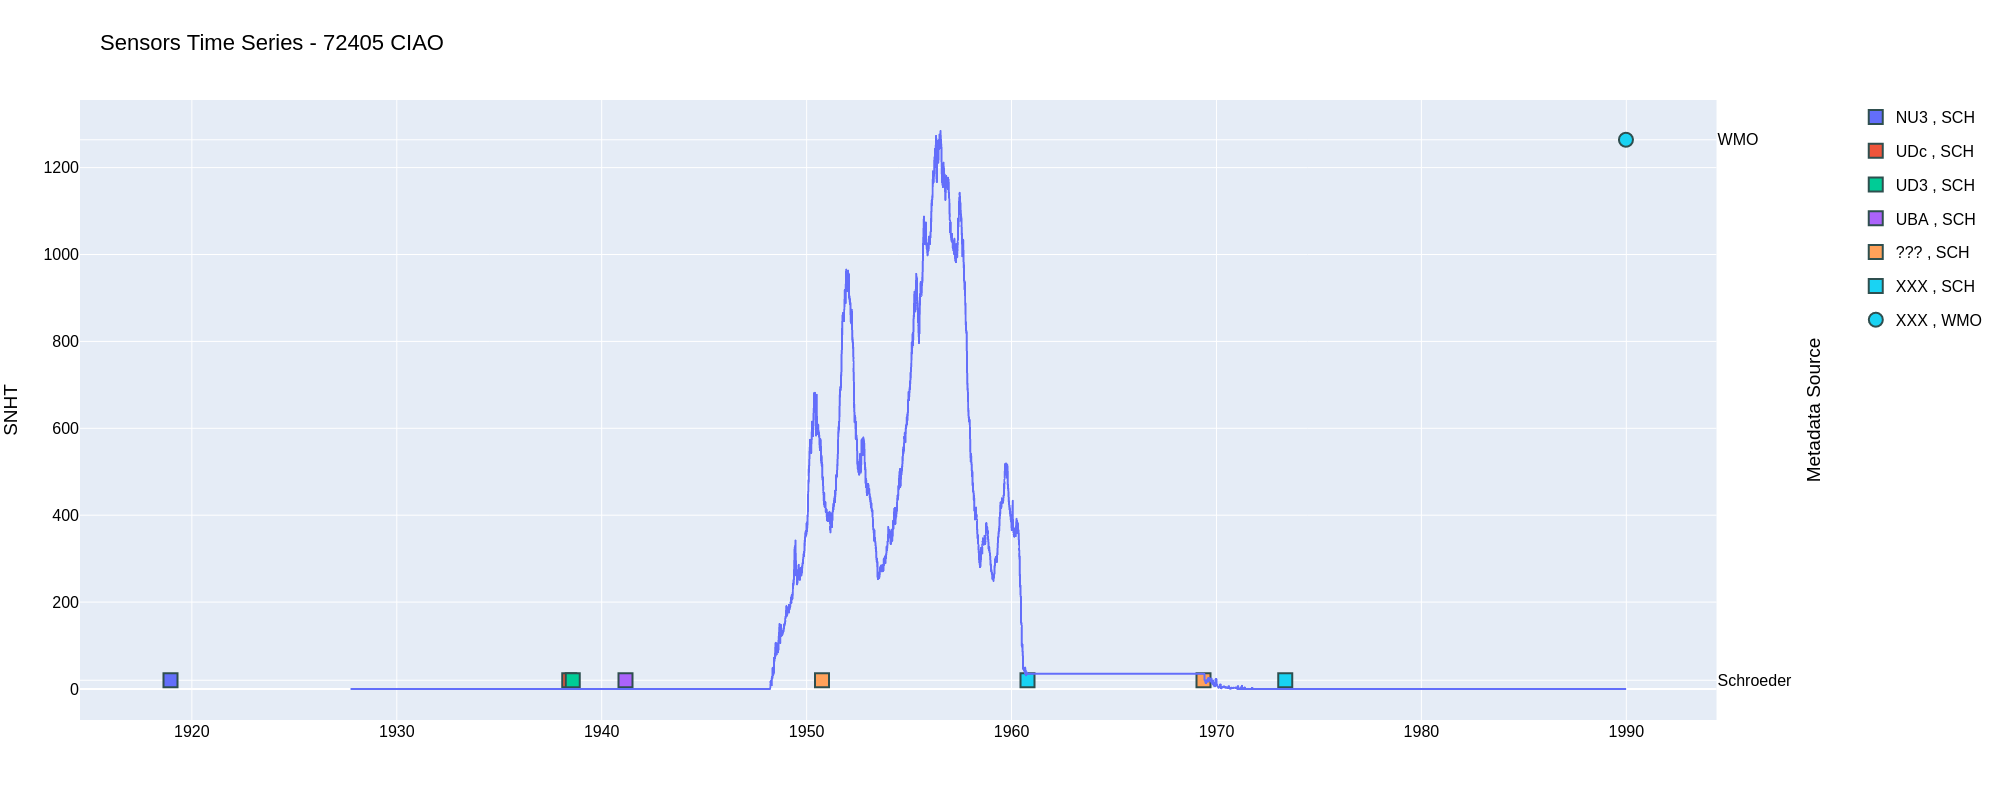 Sensors Time Series - 72405 CIAO
SNHT
1200
1000
800
600
400
200
0
1920
1930
1940
1950
1960
1970
1980
1990
WMO
Schroeder
Metadata Source
NU3 , SCH
UDc , SCH
UD3 , SCH
UBA , SCH
??? , SCH
XXX , SCH
XXX , WMO